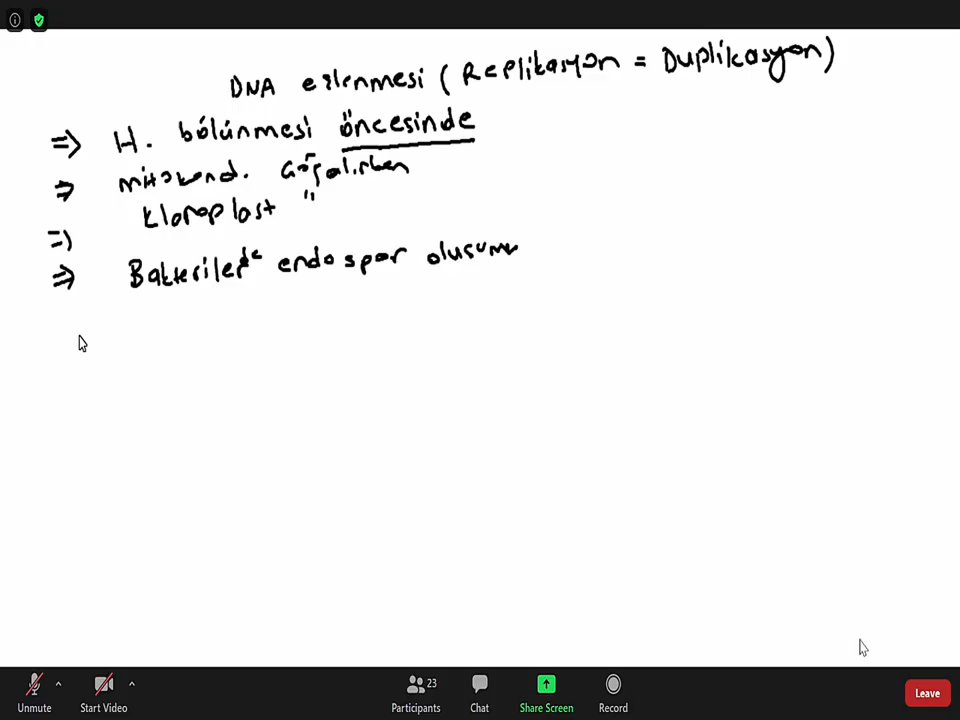 DNA eşlenmesi (Replikasyon = Duplikasyon)
⇒ H. bölünmesi öncesinde
⇒ mitokond. Çoğalırken
⇒ Kloroplast "
⇒ Bakterilerde endospor oluşumu
Unmute
Start Video
23
Participants
Chat
Share Screen
Record
Leave